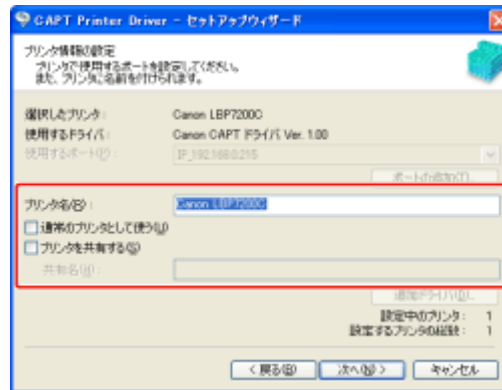 CAPT Printer Driver - セットアップウィザード
プリンタ情報の設定
プリンタで使用するポートを設定してください。
また、プリンタに名前を付けられます。
選択したプリンタ: Canon LBP7200C
使用するドライバ: Canon CAPT ドライバ Ver. 1.00
使用するポート(P): IP_192.168.0.215
ポートの追加(T)...
プリンタ名(B): Canon LBP7200C
通常のプリンタとして使う(U)
プリンタを共有する(S)
共有名(H):
追加ドライバ(D)...
設定中のプリンタ: 1
設定するプリンタの総数: 1
< 戻る(B) 次へ(N) > キャンセル